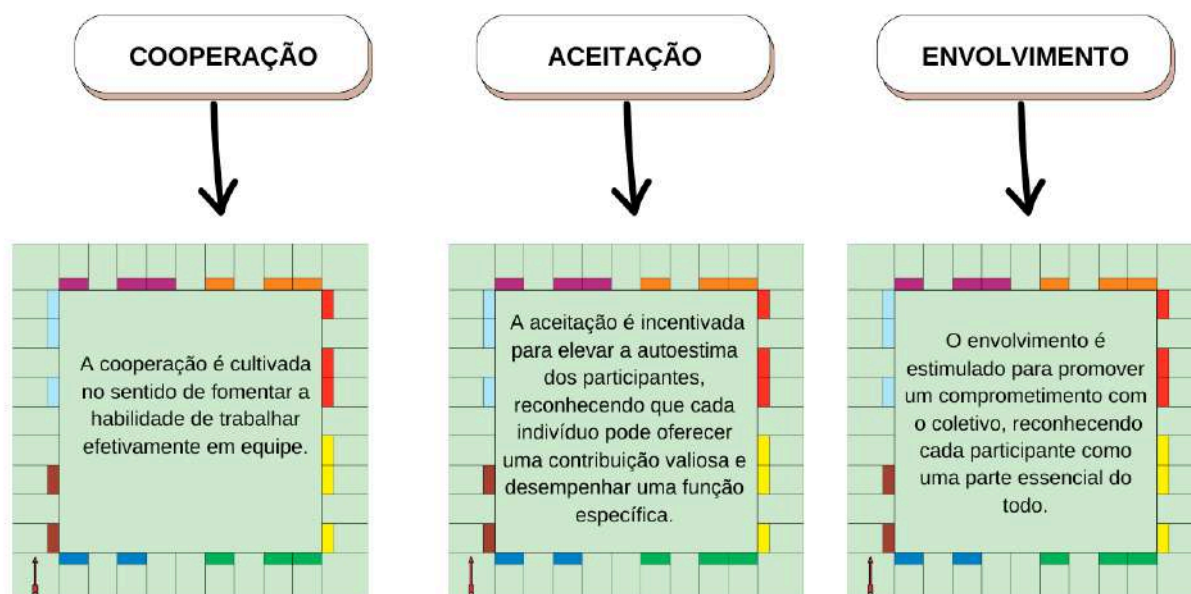 COOPERAÇÃO
ACEITAÇÃO
ENVOLVIMENTO
A cooperação é cultivada
no sentido de fomentar a
habilidade de trabalhar
efetivamente em equipe.
A aceitação é incentivada
para elevar a autoestima
dos participantes,
reconhecendo que cada
indivíduo pode oferecer
uma contribuição valiosa e
desempenhar uma função
específica.
O envolvimento é
estimulado para promover
um comprometimento com
o coletivo, reconhecendo
cada participante como
uma parte essencial do
todo.